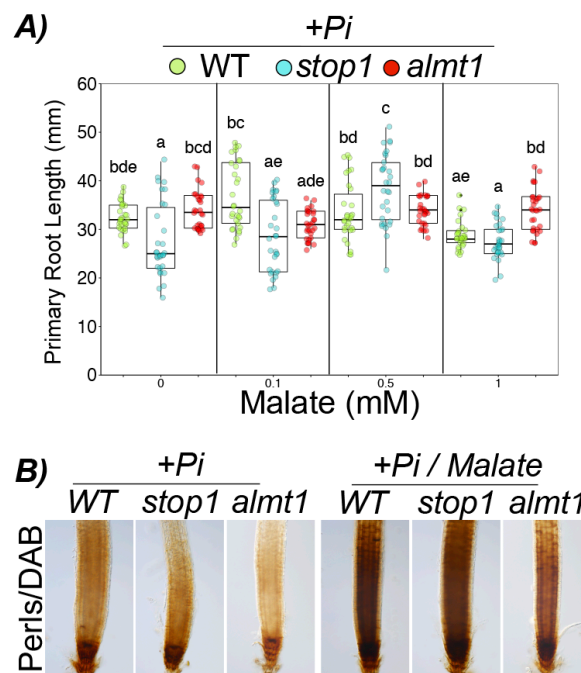 A)
+Pi
WT stop1 almt1
Primary Root Length (mm)
60
50
40
30
20
10
0
bde
a
bcd
bc
ae
ade
bd
c
bd
ae
a
bd
0
0.1
0.5
1
Malate (mM)
B)
+Pi
+Pi / Malate
WT stop1 almt1
WT stop1 almt1
Perls/DAB